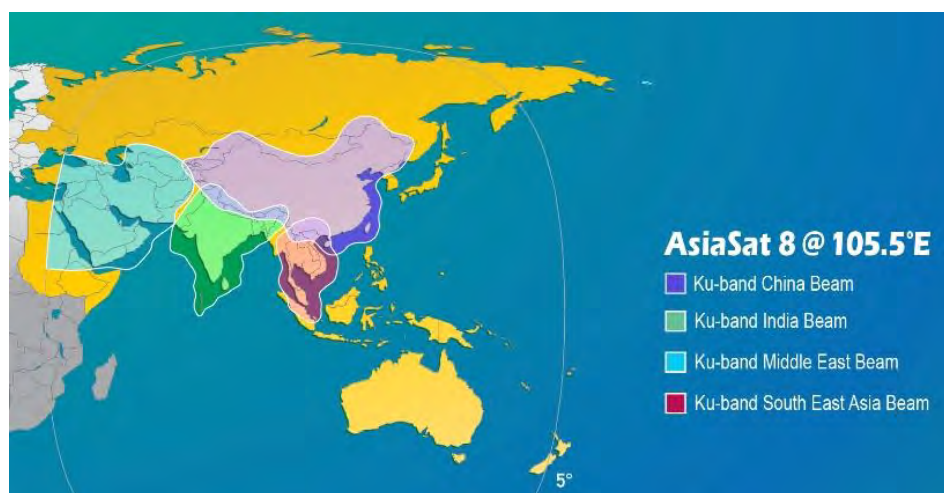 AsiaSat 8 @ 105.5°E
Ku-band China Beam
Ku-band India Beam
Ku-band Middle East Beam
Ku-band South East Asia Beam
5°